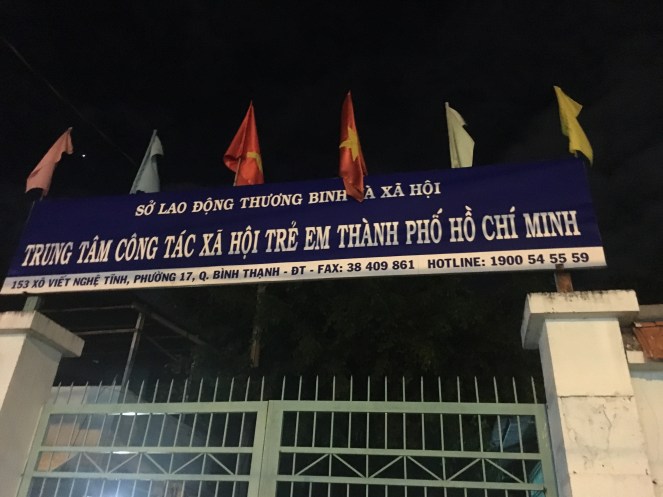 SỞ LAO ĐỘNG THƯƠNG BINH VÀ XÃ HỘI
TRUNG TÂM CÔNG TÁC XÃ HỘI TRẺ EM THÀNH PHỐ HỒ CHÍ MINH
153 XÔ VIẾT NGHỆ TĨNH, PHƯỜNG 17, Q. BÌNH THẠNH - ĐT - FAX: 38 409 861 HOTLINE: 1900 54 55 59